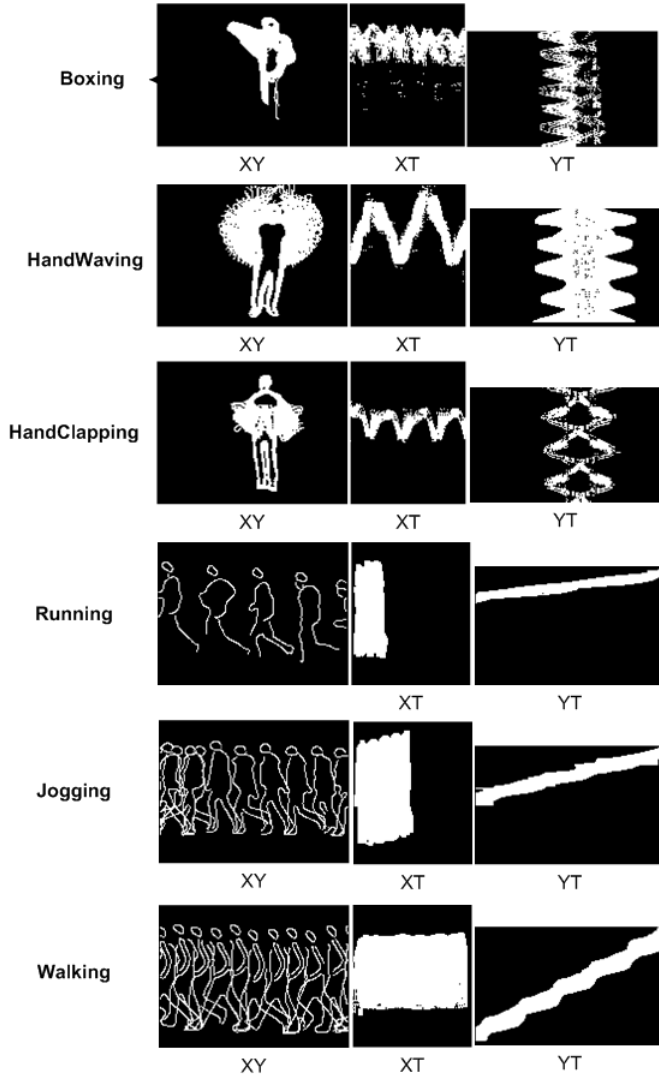 Boxing
XY XT YT
HandWaving
XY XT YT
HandClapping
XY XT YT
Running
XT YT
Jogging
XY XT YT
Walking
XY XT YT